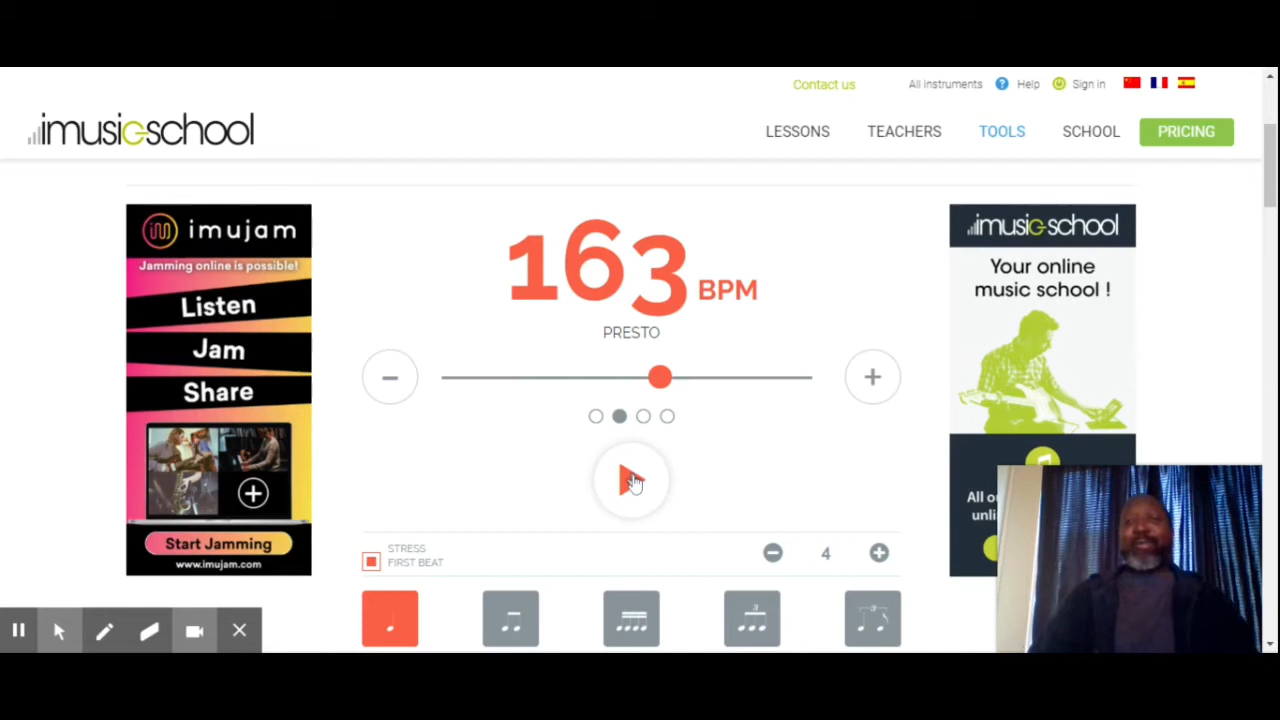 Contact us
All instruments
Help
Sign in
imusic-school
LESSONS
TEACHERS
TOOLS
SCHOOL
PRICING
imujam
Jamming online is possible!
Listen
Jam
Share
Start Jamming
www.imujam.com
163 BPM
PRESTO
STRESS
FIRST BEAT
4
3
3
imusic-school
Your online
music school !